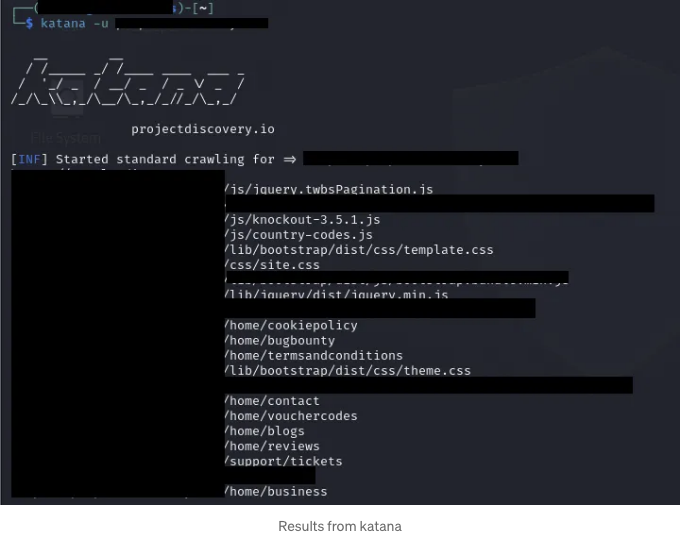 s)-[~]
$ katana -u
katana
projectdiscovery.io
File System
[INF] Started standard crawling for ⇒
/js/jquery.twbsPagination.js
/js/knockout-3.5.1.js
/js/country-codes.js
/lib/bootstrap/dist/css/template.css
/css/site.css
/lib/jquery/dist/jquery.min.js
/home/cookiepolicy
/home/bugbounty
/home/termsandconditions
/lib/bootstrap/dist/css/theme.css
/home/contact
/home/vouchercodes
/home/blogs
/home/reviews
/support/tickets
/home/business
Results from katana